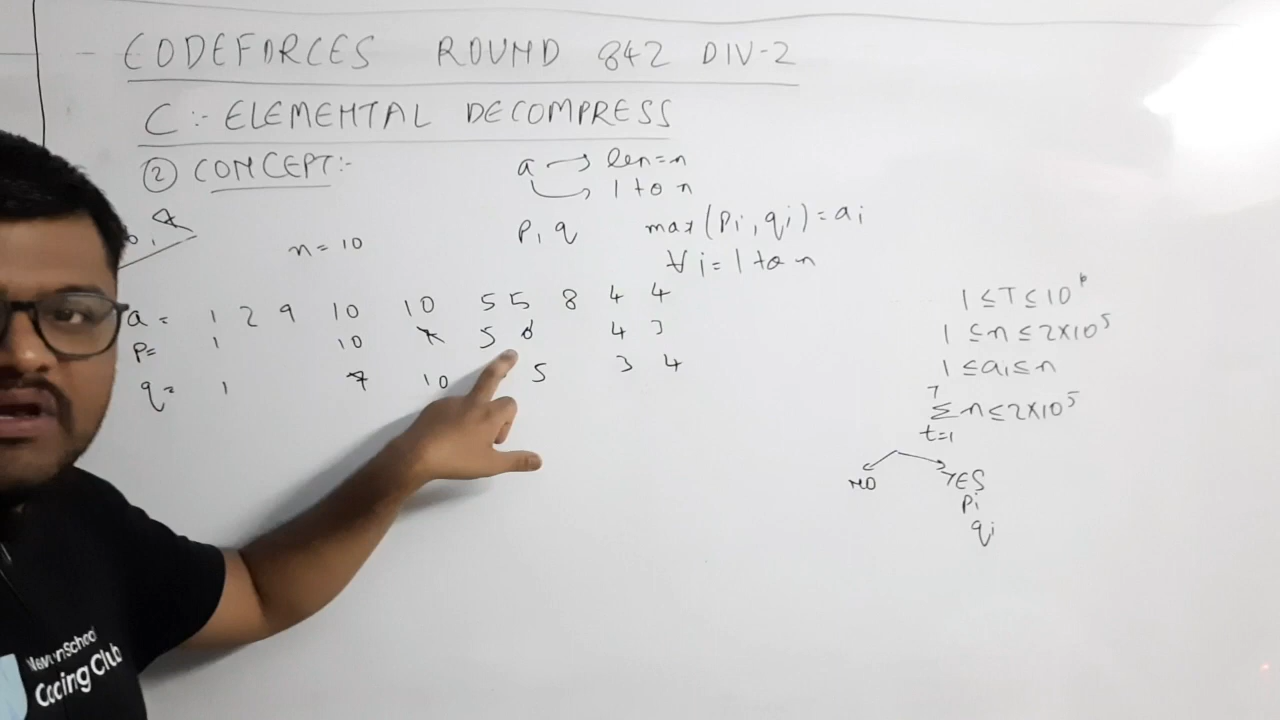 CODEFORCES ROUND 842 DIV-2
C:- ELEMENTAL DECOMPRESS
② CONCEPT:-
a → len=n
→ 1 to n
n=10
p, q max(pi, qi) = ai
∀ i = 1 to n
a = 1 2 9 10 10 5 5 8 4 4
p= 1 10 5 4 3
q= 1 7 10 5 3 4
1 ≤ T ≤ 10
1 ≤ n ≤ 2×10⁵
1 ≤ ai ≤ n
T
Σ n ≤ 2×10⁵
t=1
NO YES
pi
qi
School
Coding Club